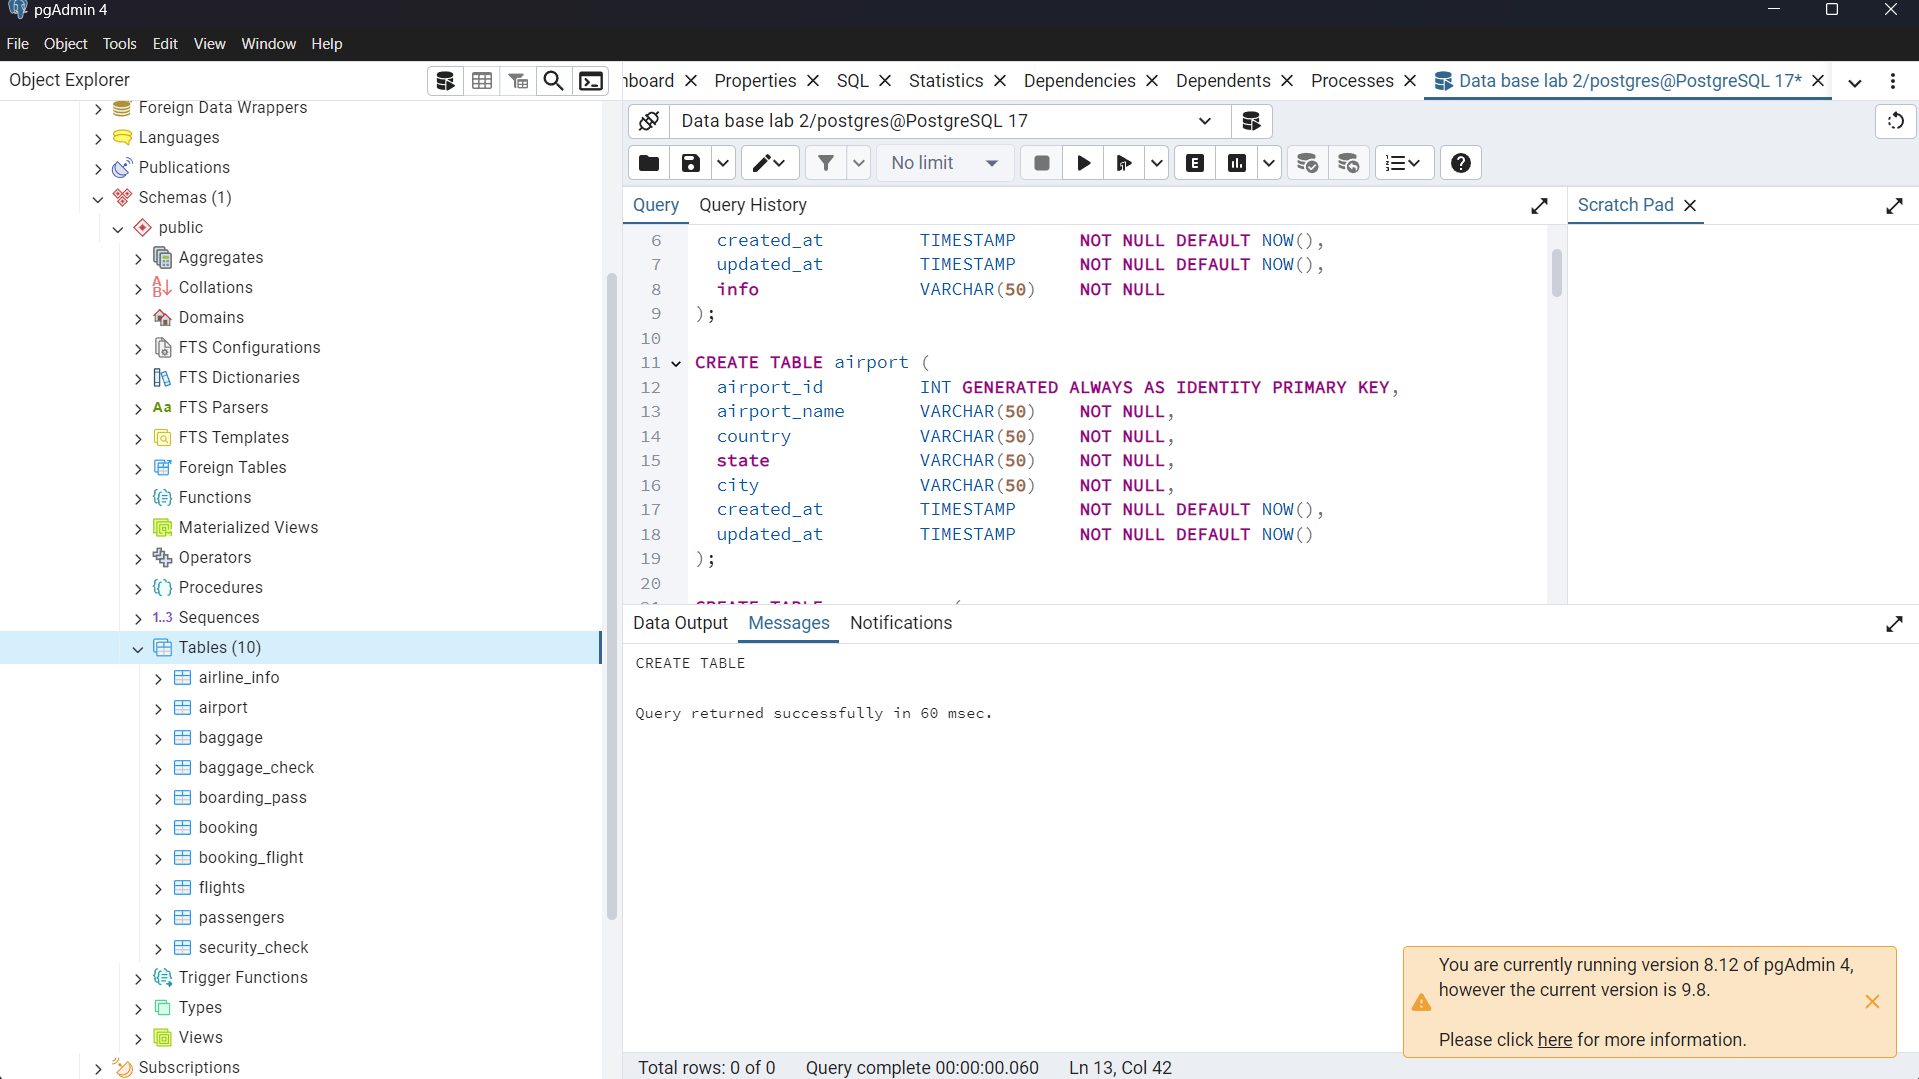 pgAdmin 4
File Object Tools Edit View Window Help
Object Explorer
Foreign Data Wrappers
Languages
Publications
Schemas (1)
public
Aggregates
Collations
Domains
FTS Configurations
FTS Dictionaries
Aa FTS Parsers
FTS Templates
Foreign Tables
Functions
Materialized Views
Operators
Procedures
1..3 Sequences
Tables (10)
airline_info
airport
baggage
baggage_check
boarding_pass
booking
booking_flight
flights
passengers
security_check
Trigger Functions
Types
Views
Subscriptions
nboard Properties SQL Statistics Dependencies Dependents Processes Data base lab 2/postgres@PostgreSQL 17*
Data base lab 2/postgres@PostgreSQL 17
No limit E
Query Query History
6 created_at TIMESTAMP NOT NULL DEFAULT NOW(),
7 updated_at TIMESTAMP NOT NULL DEFAULT NOW(),
8 info VARCHAR(50) NOT NULL
9 );
10
11 CREATE TABLE airport (
12 airport_id INT GENERATED ALWAYS AS IDENTITY PRIMARY KEY,
13 airport_name VARCHAR(50) NOT NULL,
14 country VARCHAR(50) NOT NULL,
15 state VARCHAR(50) NOT NULL,
16 city VARCHAR(50) NOT NULL,
17 created_at TIMESTAMP NOT NULL DEFAULT NOW(),
18 updated_at TIMESTAMP NOT NULL DEFAULT NOW()
19 );
20
Scratch Pad
Data Output Messages Notifications
CREATE TABLE
Query returned successfully in 60 msec.
You are currently running version 8.12 of pgAdmin 4,
however the current version is 9.8.
Please click here for more information.
Total rows: 0 of 0 Query complete 00:00:00.060 Ln 13, Col 42